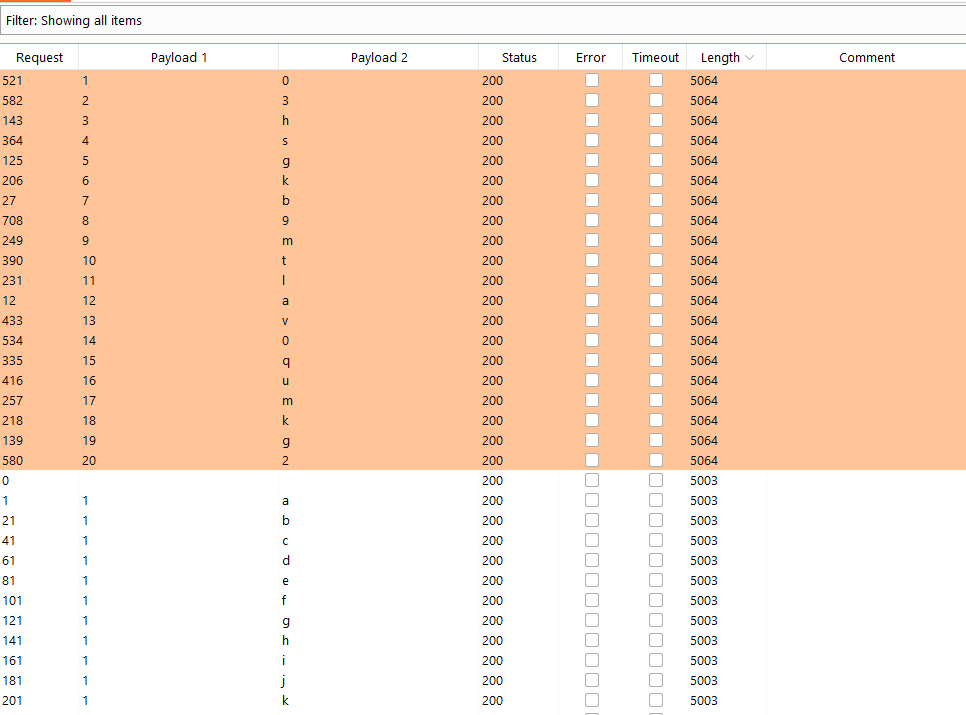 Filter: Showing all items
Request Payload 1 Payload 2 Status Error Timeout Length Comment
521 1 0 200 5064
582 2 3 200 5064
143 3 h 200 5064
364 4 s 200 5064
125 5 g 200 5064
206 6 k 200 5064
27 7 b 200 5064
708 8 9 200 5064
249 9 m 200 5064
390 10 t 200 5064
231 11 l 200 5064
12 12 a 200 5064
433 13 v 200 5064
534 14 0 200 5064
335 15 q 200 5064
416 16 u 200 5064
257 17 m 200 5064
218 18 k 200 5064
139 19 g 200 5064
580 20 2 200 5064
0 200 5003
1 1 a 200 5003
21 1 b 200 5003
41 1 c 200 5003
61 1 d 200 5003
81 1 e 200 5003
101 1 f 200 5003
121 1 g 200 5003
141 1 h 200 5003
161 1 i 200 5003
181 1 j 200 5003
201 1 k 200 5003